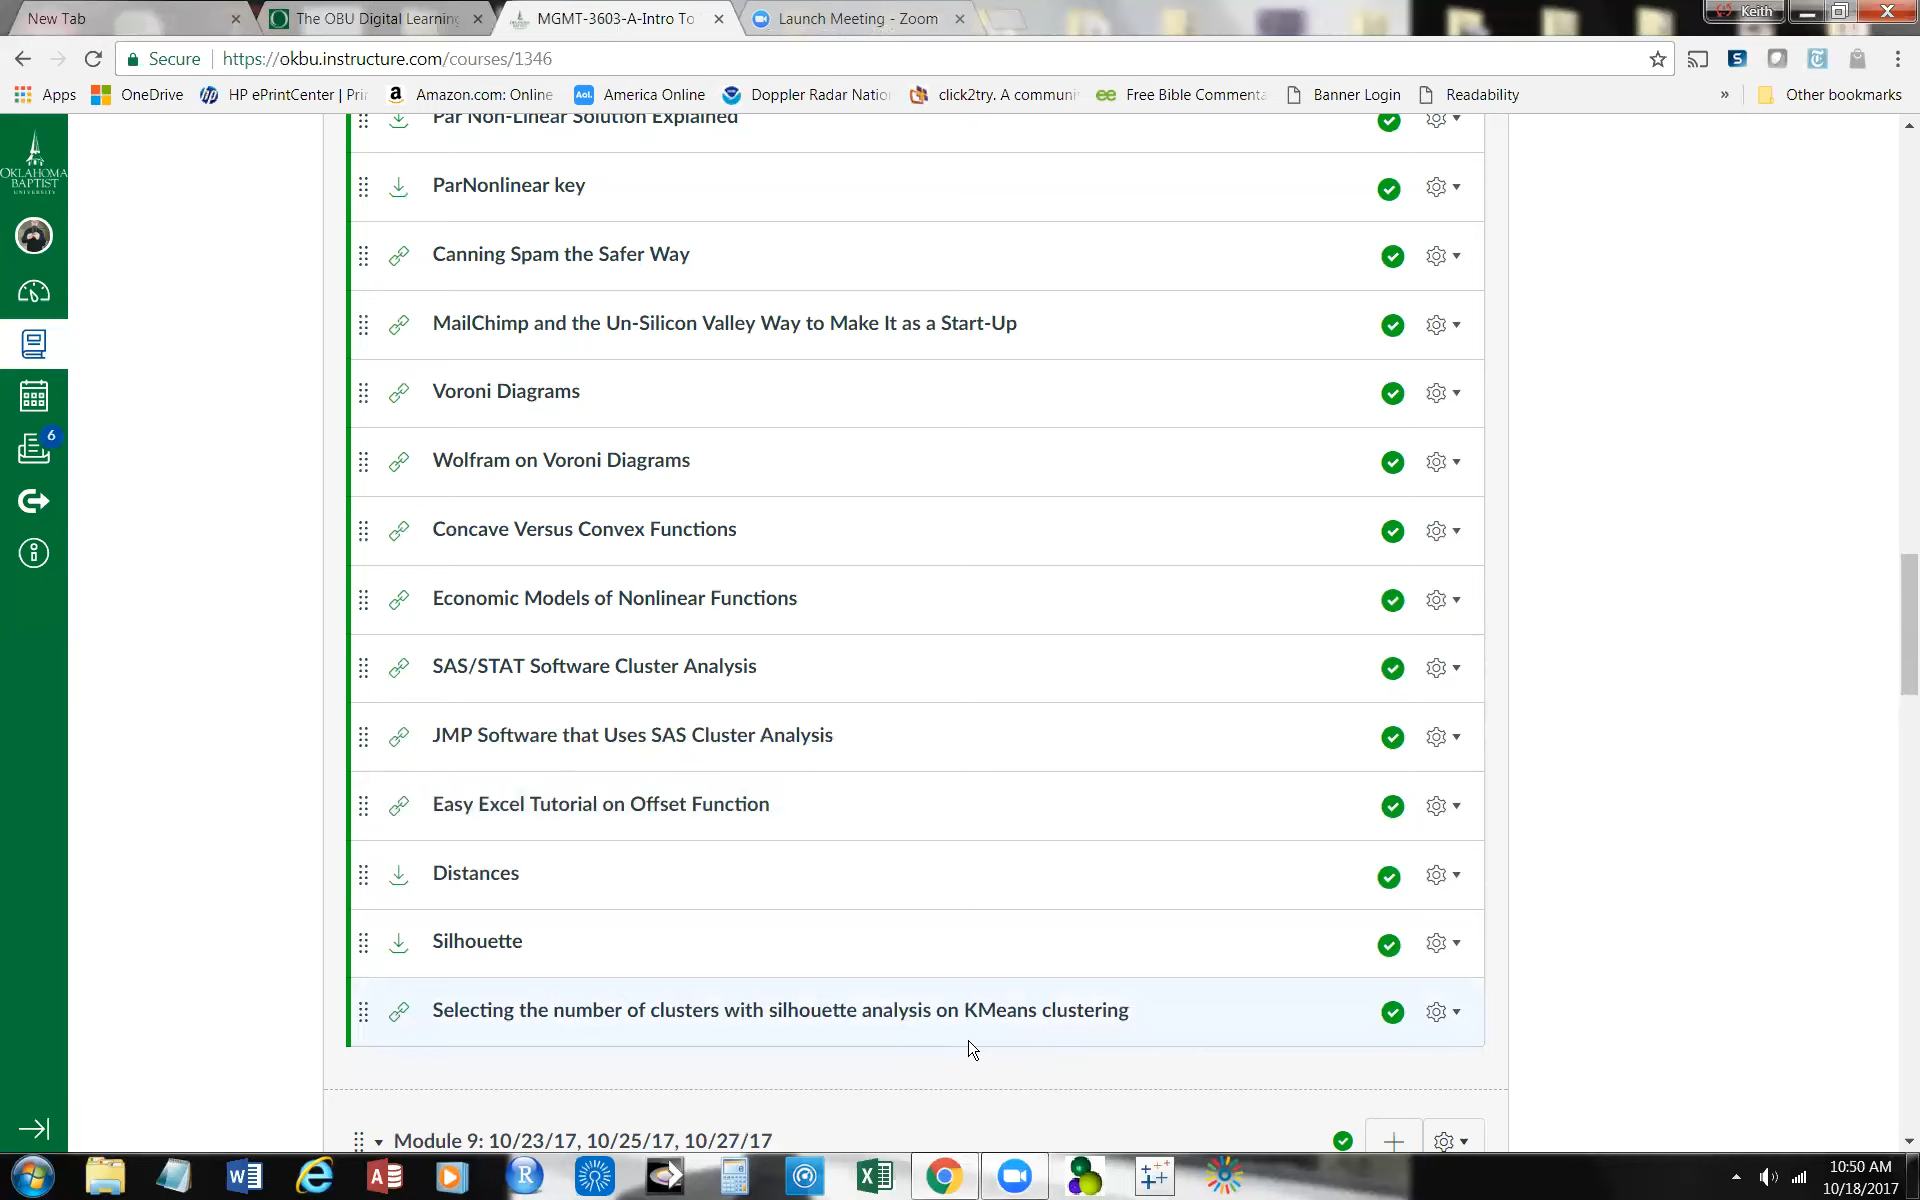 New Tab
The OBU Digital Learning
MGMT-3603-A-Intro To
Launch Meeting - Zoom
Keith
Secure
https://okbu.instructure.com/courses/1346
Apps
OneDrive
HP ePrintCenter | Pri
Amazon.com: Online
America Online
Doppler Radar Natio
click2try. A communi
Free Bible Commenta
Banner Login
Readability
»
Other bookmarks
OKLAHOMA
BAPTIST
UNIVERSITY
6
Par Non-Linear Solution Explained
ParNonlinear key
Canning Spam the Safer Way
MailChimp and the Un-Silicon Valley Way to Make It as a Start-Up
Voroni Diagrams
Wolfram on Voroni Diagrams
Concave Versus Convex Functions
Economic Models of Nonlinear Functions
SAS/STAT Software Cluster Analysis
JMP Software that Uses SAS Cluster Analysis
Easy Excel Tutorial on Offset Function
Distances
Silhouette
Selecting the number of clusters with silhouette analysis on KMeans clustering
Module 9: 10/23/17, 10/25/17, 10/27/17
10:50 AM
10/18/2017